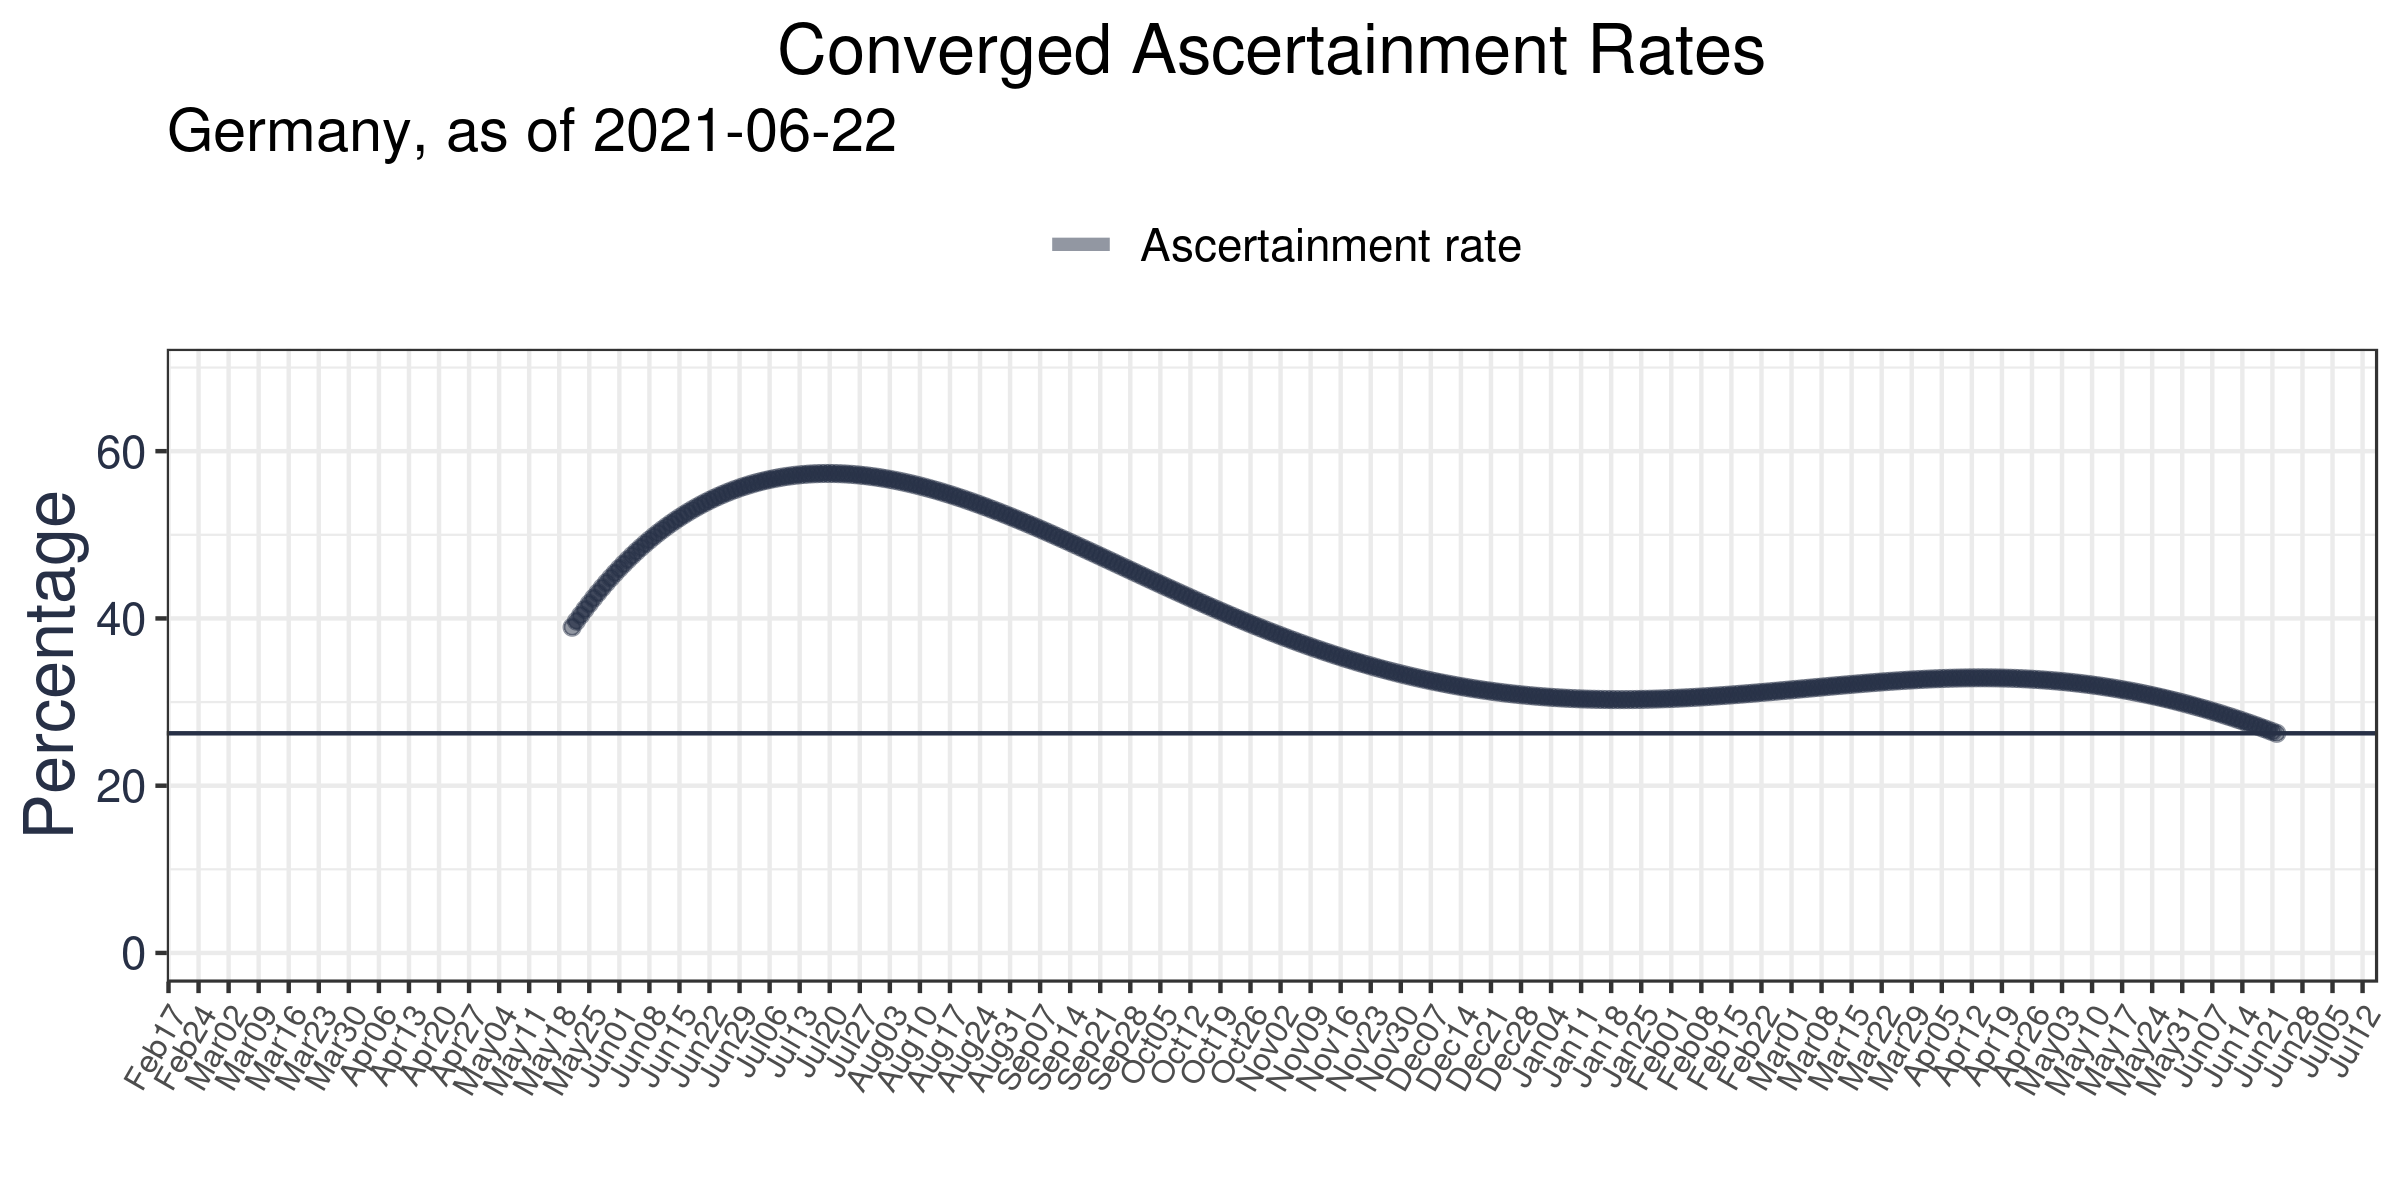 Converged Ascertainment Rates
Germany, as of 2021-06-22
Ascertainment rate
Percentage
60
40
20
0
Feb17
Feb24
Mar02
Mar09
Mar16
Mar23
Mar30
Apr06
Apr13
Apr20
Apr27
May04
May11
May18
May25
Jun01
Jun08
Jun15
Jun22
Jun29
Jul06
Jul13
Jul20
Jul27
Aug03
Aug10
Aug17
Aug24
Aug31
Sep07
Sep14
Sep21
Sep28
Oct05
Oct12
Oct19
Oct26
Nov02
Nov09
Nov16
Nov23
Nov30
Dec07
Dec14
Dec21
Dec28
Jan04
Jan11
Jan18
Jan25
Feb01
Feb08
Feb15
Feb22
Mar01
Mar08
Mar15
Mar22
Mar29
Apr05
Apr12
Apr19
Apr26
May03
May10
May17
May24
May31
Jun07
Jun14
Jun21
Jun28
Jul05
Jul12